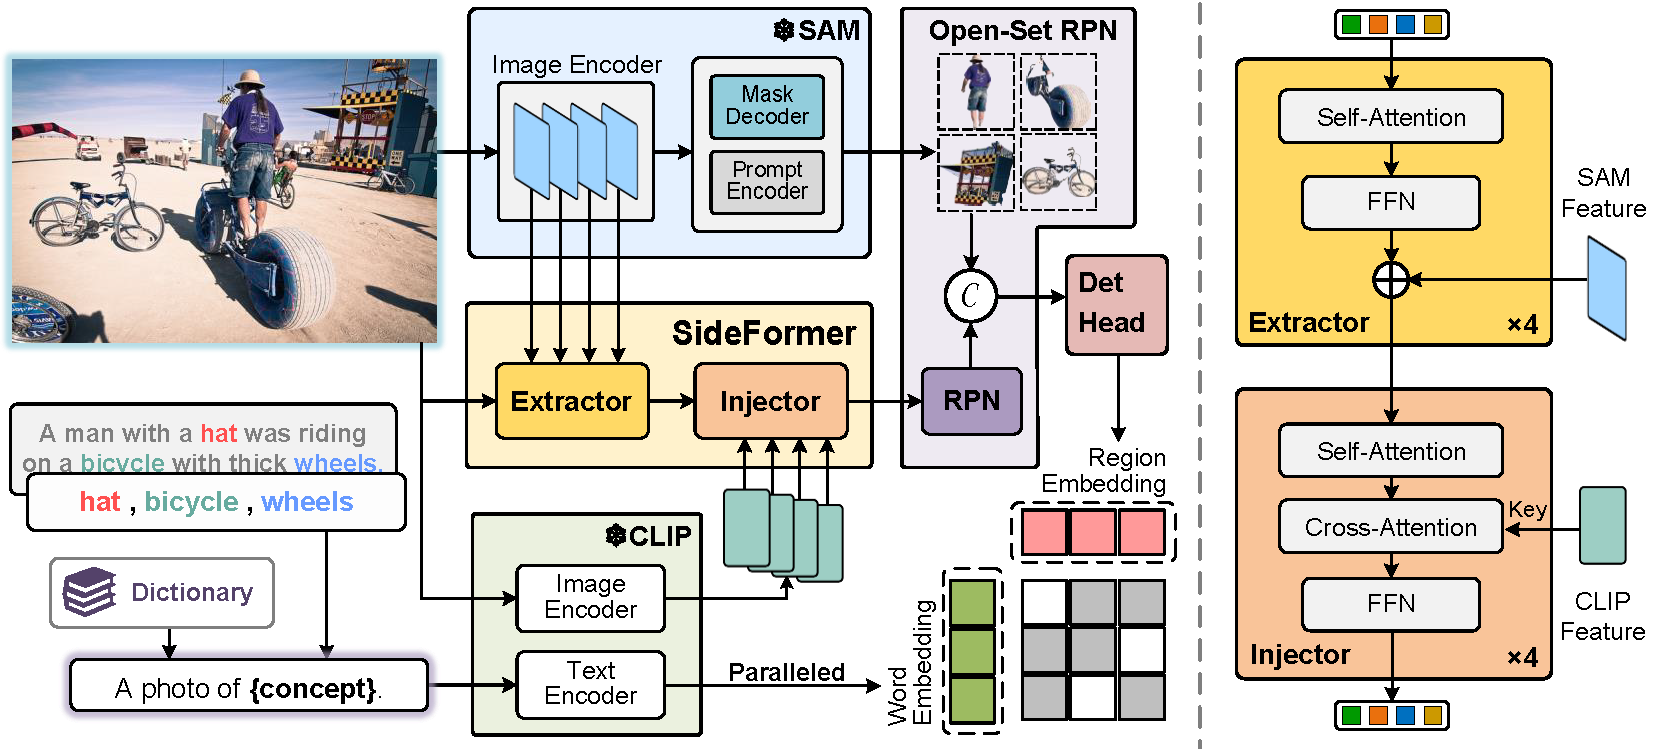 SAM
Image Encoder
Mask
Decoder
Prompt
Encoder
Open-Set RPN
C
Det
Head
RPN
SideFormer
Extractor
Injector
STOP
ONE
WAY
A man with a hat was riding
on a bicycle with thick wheels.
hat , bicycle , wheels
Dictionary
A photo of {concept}.
CLIP
Image
Encoder
Text
Encoder
Paralleled
Region
Embedding
Word
Embedding
Self-Attention
FFN
SAM
Feature
Extractor
×4
Self-Attention
Cross-Attention
Key
FFN
CLIP
Feature
Injector
×4